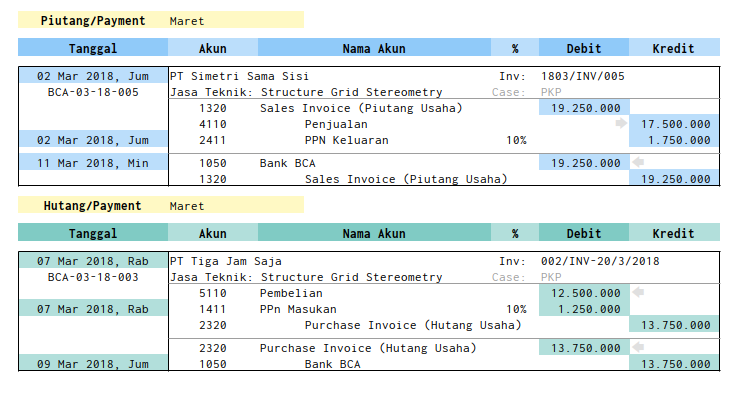 Piutang/Payment Maret
Tanggal Akun Nama Akun % Debit Kredit
02 Mar 2018, Jum PT Simetri Sama Sisi Inv: 1803/INV/005
BCA-03-18-005 Jasa Teknik: Structure Grid Stereometry Case: PKP
1320 Sales Invoice (Piutang Usaha) 19.250.000
4110 Penjualan 17.500.000
02 Mar 2018, Jum 2411 PPN Keluaran 10% 1.750.000
11 Mar 2018, Min 1050 Bank BCA 19.250.000
1320 Sales Invoice (Piutang Usaha) 19.250.000
Hutang/Payment Maret
Tanggal Akun Nama Akun % Debit Kredit
07 Mar 2018, Rab PT Tiga Jam Saja Inv: 002/INV-20/3/2018
BCA-03-18-003 Jasa Teknik: Structure Grid Stereometry Case: PKP
5110 Pembelian 12.500.000
07 Mar 2018, Rab 1411 PPn Masukan 10% 1.250.000
2320 Purchase Invoice (Hutang Usaha) 13.750.000
2320 Purchase Invoice (Hutang Usaha) 13.750.000
09 Mar 2018, Jum 1050 Bank BCA 13.750.000